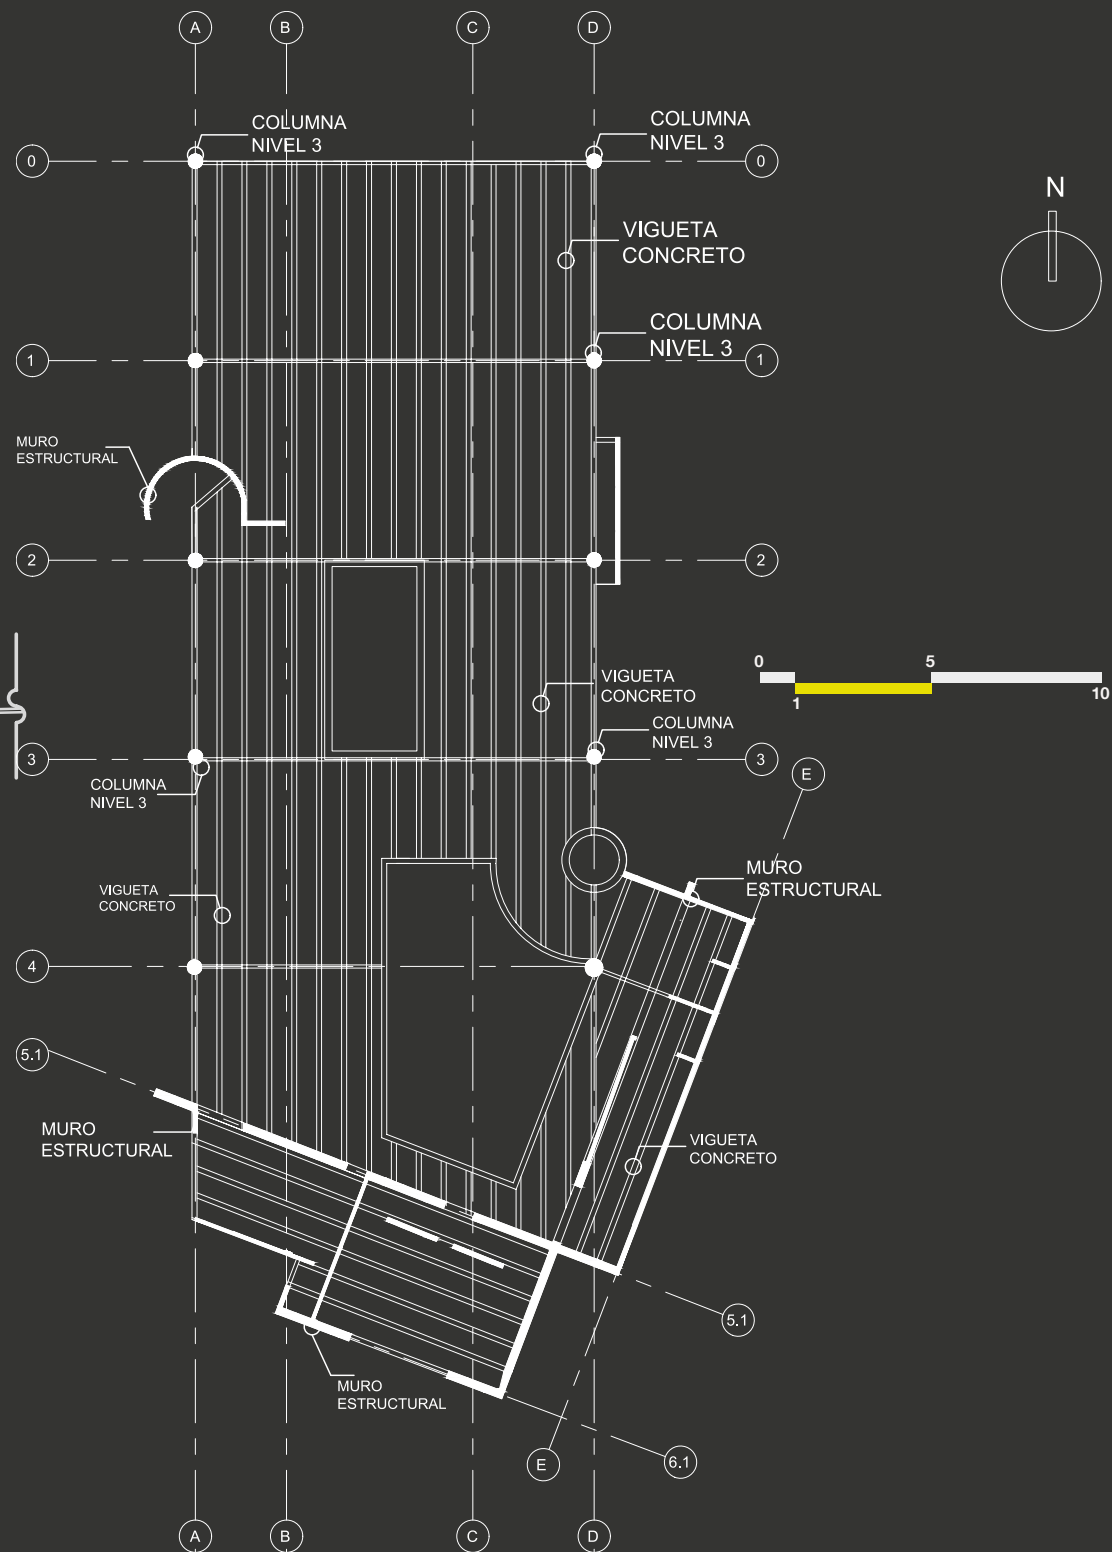 A
B
C
D
COLUMNA
NIVEL 3
COLUMNA
NIVEL 3
0
0
N
VIGUETA
CONCRETO
COLUMNA
NIVEL 3
1
1
MURO
ESTRUCTURAL
2
2
0
5
1
10
VIGUETA
CONCRETO
COLUMNA
NIVEL 3
3
3
E
COLUMNA
NIVEL 3
MURO
ESTRUCTURAL
VIGUETA
CONCRETO
4
5.1
MURO
ESTRUCTURAL
VIGUETA
CONCRETO
5.1
MURO
ESTRUCTURAL
E
6.1
A
B
C
D